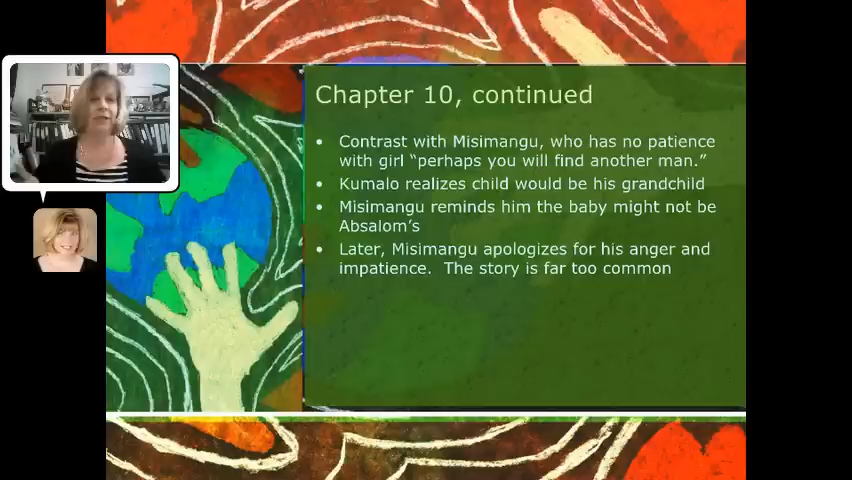 Chapter 10, continued
• Contrast with Misimangu, who has no patience
with girl “perhaps you will find another man.”
• Kumalo realizes child would be his grandchild
• Misimangu reminds him the baby might not be
Absalom’s
• Later, Misimangu apologizes for his anger and
impatience.  The story is far too common